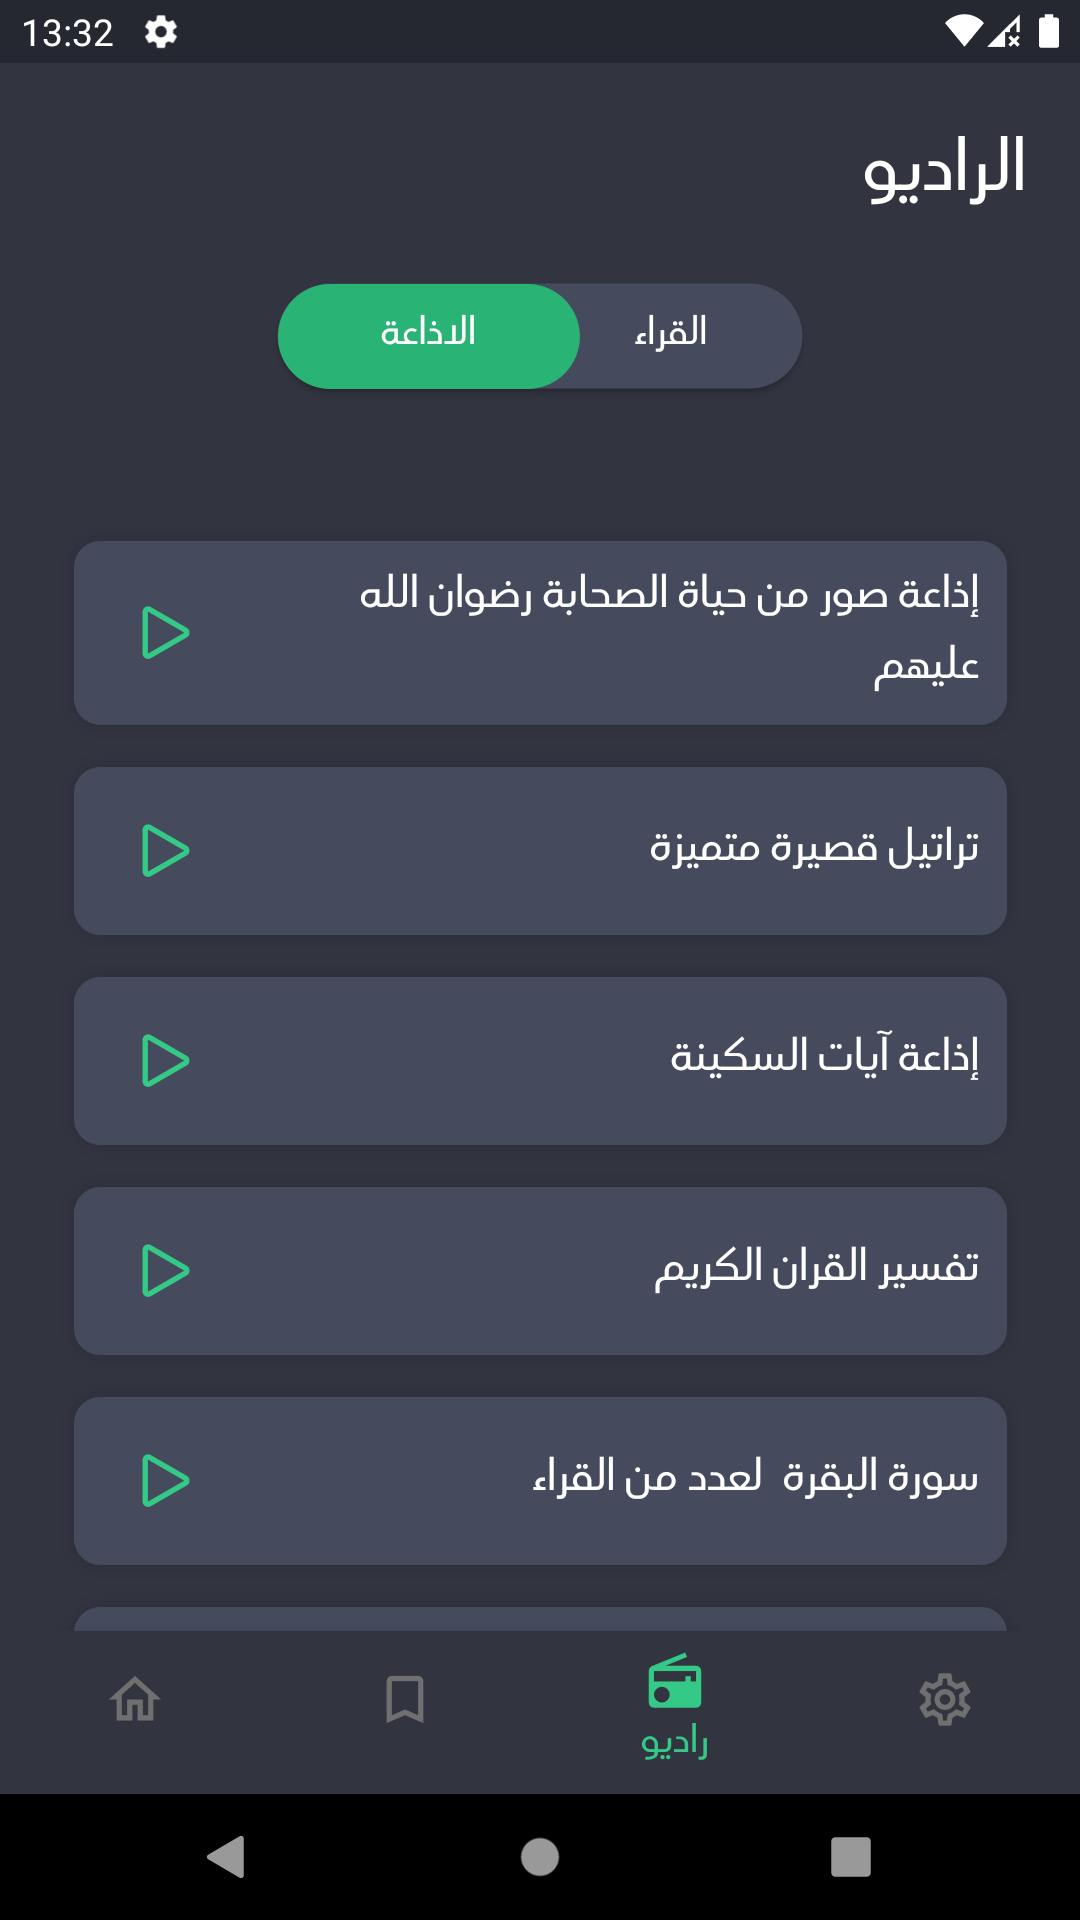 13:32
الراديو
القراء
الاذاعة
إذاعة صور من حياة الصحابة رضوان الله
عليهم
تراتيل قصيرة متميزة
إذاعة آيات السكينة
تفسير القران الكريم
سورة البقرة  لعدد من القراء
راديو